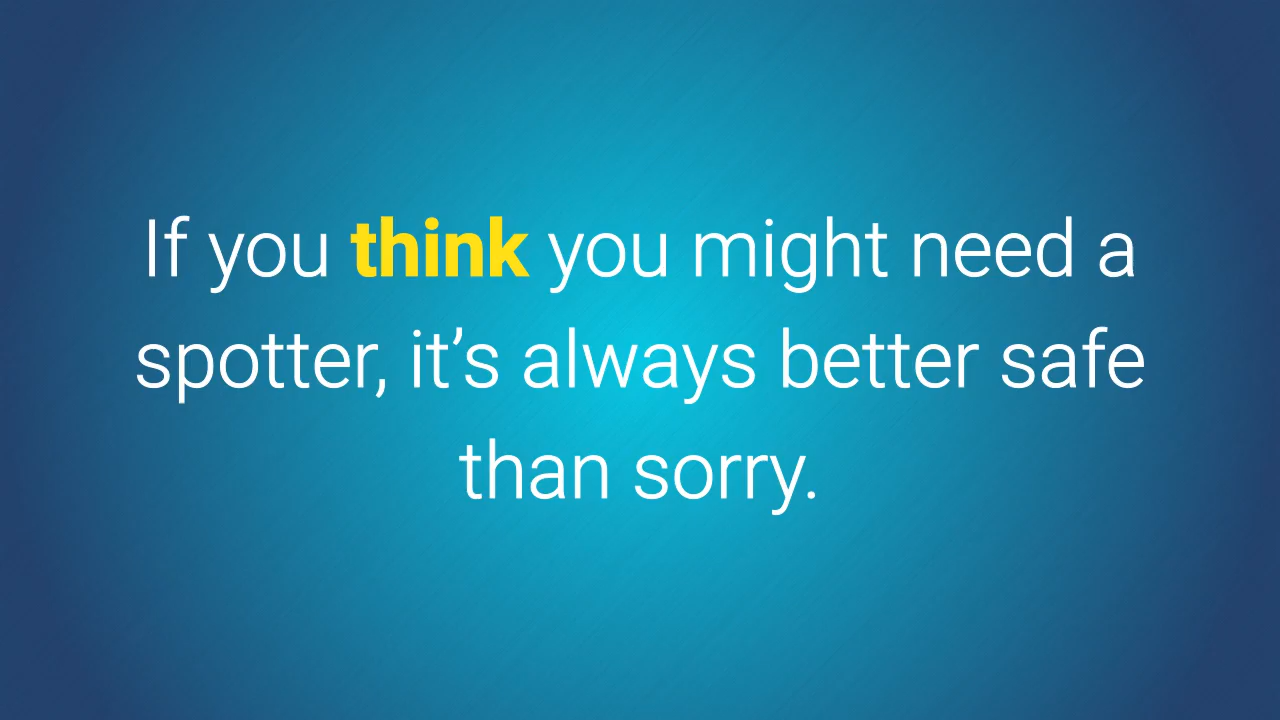 If you think you might need a
spotter, it’s always better safe
than sorry.